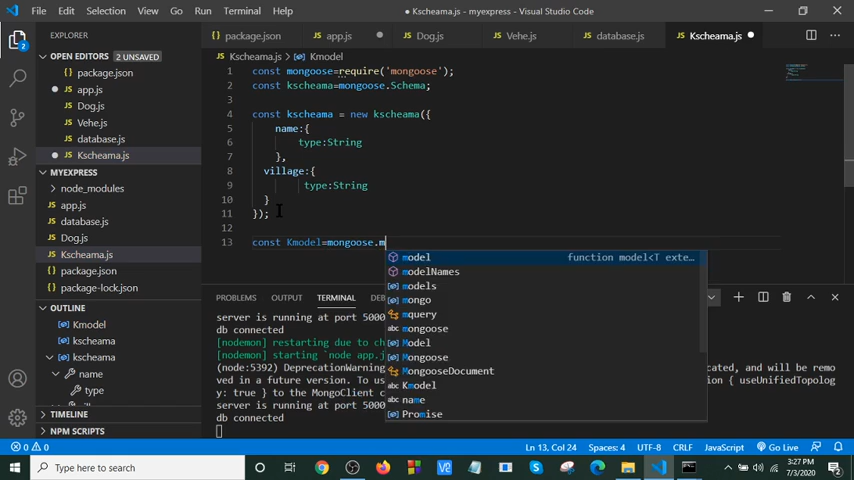 File Edit Selection View Go Run Terminal Help
● Kscheama.js - myexpress - Visual Studio Code
EXPLORER
OPEN EDITORS 2 UNSAVED
package.json
app.js
Dog.js
Vehe.js
database.js
Kscheama.js
MYEXPRESS
node_modules
app.js
database.js
Dog.js
Kscheama.js
package.json
package-lock.json
OUTLINE
Kmodel
kscheama
kscheama
name
type
TIMELINE
NPM SCRIPTS
package.json app.js Dog.js Vehe.js database.js Kscheama.js
Kscheama.js > Kmodel
1 const mongoose=require('mongoose');
2 const kscheama=mongoose.Schema;
3
4 const kscheama = new kscheama({
5 name:{
6 type:String
7 },
8 village:{
9 type:String
10 }
11 });
12
13 const Kmodel=mongoose.m
model function model<T exte...
modelNames
models
mongo
mquery
mongoose
Model
Mongoose
MongooseDocument
Kmodel
name
Promise
PROBLEMS OUTPUT TERMINAL DEB
server is running at port 5000
db connected
[nodemon] restarting due to ch
[nodemon] starting `node app.j
(node:5392) DeprecationWarning cated, and will be remo
ved in a future version. To us ion { useUnifiedTopolog
y: true } to the MongoClient c
server is running at port 5000
db connected
0 0 Ln 13, Col 24 Spaces: 4 UTF-8 CRLF JavaScript Go Live
Type here to search
3:27 PM
7/3/2020